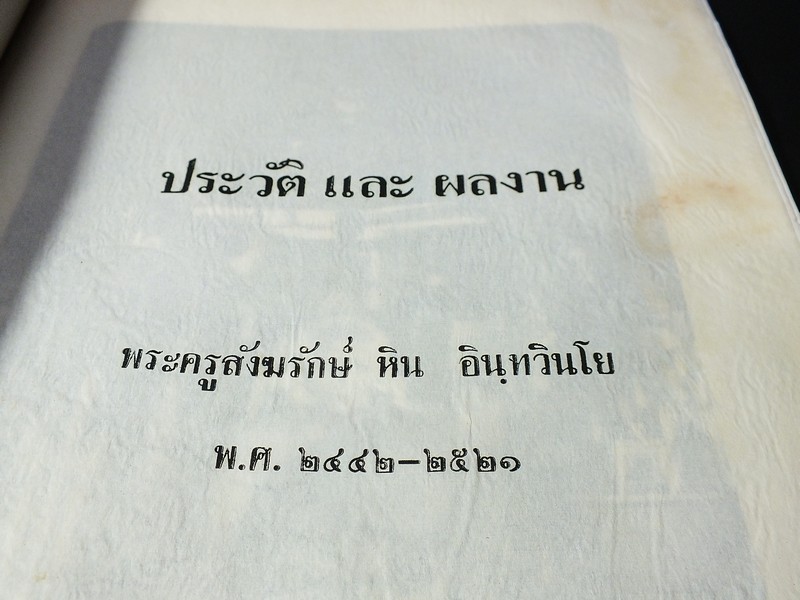 ประวัติ และ ผลงาน
พระครูสังฆรักษ์ หิน อินฺทวินโย
พ.ศ. ๒๔๔๒-๒๕๒๑